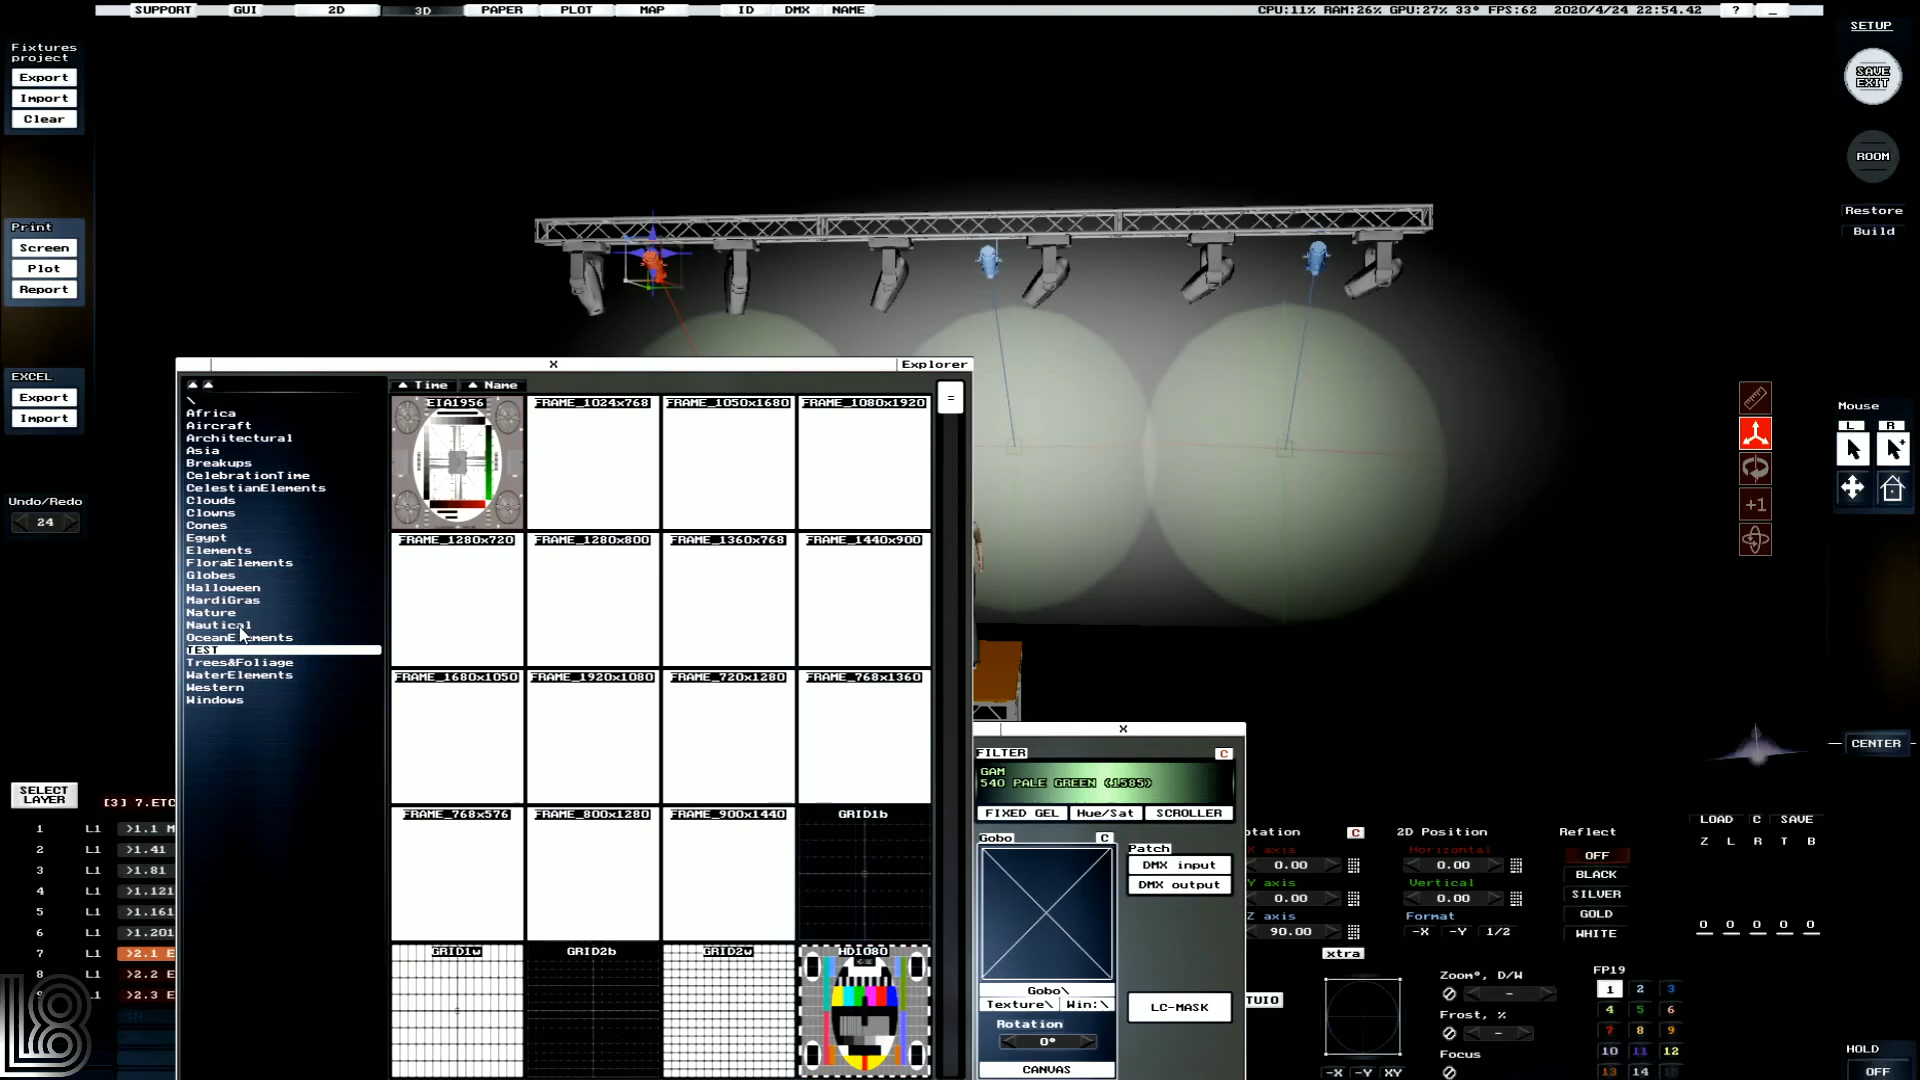 SUPPORT GUI 2D 3D PAPER PLOT MAP ID DMX NAME CPU:11% RAM:26% GPU:27% 33° FPS:62 2020/4/24 22:54.42 ? _
SETUP
SAVE
EXIT
ROOM
Restore
Build
Fixtures
project
Export
Import
Clear
Print
Screen
Plot
Report
EXCEL
Export
Import
Undo/Redo
24
X Explorer
\
Africa
Aircraft
Architectural
Asia
Breakups
CelebrationTime
CelestianElements
Clouds
Clowns
Cones
Egypt
Elements
FloraElements
Globes
Halloween
MardiGras
Nature
Nautical
OceanElements
TEST
Trees&Foliage
WaterElements
Western
Windows
Time Name
=
EIA1956 FRAME_1024x768 FRAME_1050x1680 FRAME_1080x1920
FRAME_1280x720 FRAME_1280x800 FRAME_1360x768 FRAME_1440x900
FRAME_1680x1050 FRAME_1920x1080 FRAME_720x1280 FRAME_768x1360
FRAME_768x576 FRAME_800x1280 FRAME_900x1440 GRID1b
GRID1w GRID2b GRID2w HD1080
+1
Mouse
L R
CENTER
SELECT
LAYER
[3] 7.ETC
1 L1 >1.1 M
2 L1 >1.41
3 L1 >1.81
4 L1 >1.121
5 L1 >1.161
6 L1 >1.201
7 L1 >2.1 E
8 L1 >2.2 E
9 L1 >2.3 E
X
FILTER C
GAM
540 PALE GREEN (1585)
FIXED GEL Hue/Sat SCROLLER
Gobo C
Gobo\
Texture\ Win:\
Rotation
0°
CANVAS
Patch
DMX input
DMX output
LC-MASK
otation C
X axis
0.00
Y axis
0.00
Z axis
90.00
TUIO
xtra
-X -Y XY
2D Position
Horizontal
0.00
Vertical
0.00
Format
-X -Y 1/2
Zoom°, D/W
-
Frost, %
-
Focus
Reflect
OFF
BLACK
SILVER
GOLD
WHITE
FP19
1 2 3
4 5 6
7 8 9
10 11 12
13 14
LOAD C SAVE
Z L R T B
0 0 0 0 0
HOLD
OFF